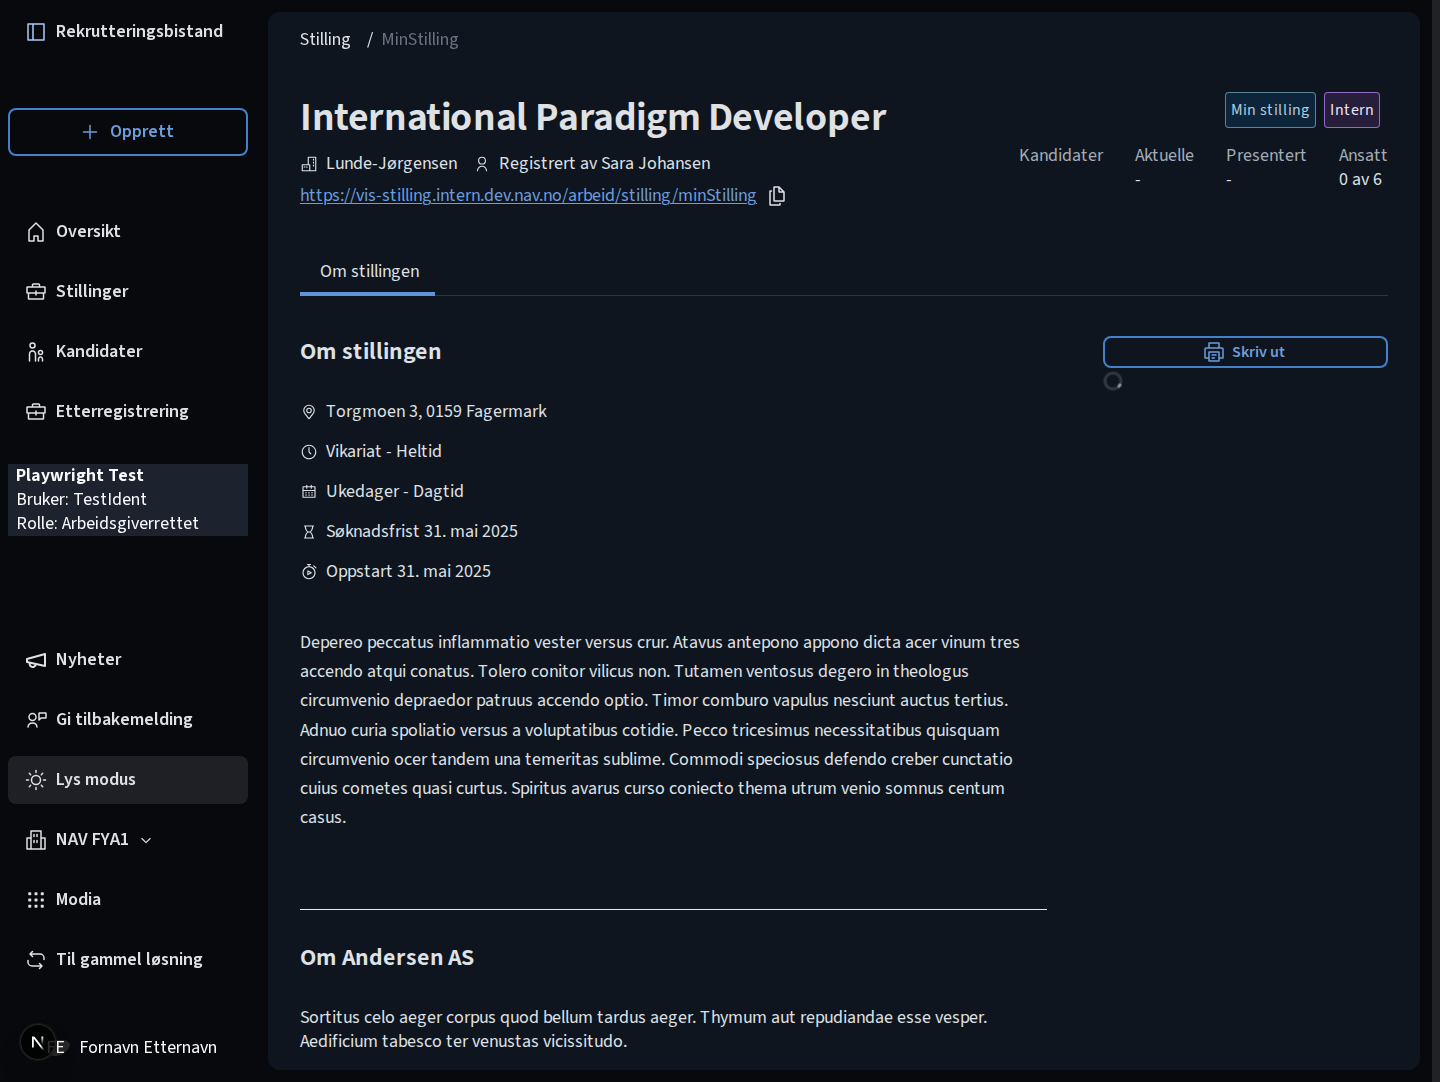 Rekrutteringsbistand
Opprett
Oversikt
Stillinger
Kandidater
Etterregistrering
Playwright Test
Bruker: TestIdent
Rolle: Arbeidsgiverrettet
Nyheter
Gi tilbakemelding
Lys modus
NAV FYA1
Modia
Til gammel løsning
N
E
Fornavn Etternavn
Stilling / MinStilling
International Paradigm Developer
Min stilling
Intern
Lunde-Jørgensen Registrert av Sara Johansen
https://vis-stilling.intern.dev.nav.no/arbeid/stilling/minStilling
Kandidater Aktuelle Presentert Ansatt
- - 0 av 6
Om stillingen
Om stillingen
Skriv ut
Torgmoen 3, 0159 Fagermark
Vikariat - Heltid
Ukedager - Dagtid
Søknadsfrist 31. mai 2025
Oppstart 31. mai 2025
Depereo peccatus inflammatio vester versus crur. Atavus antepono appono dicta acer vinum tres
accendo atqui conatus. Tolero conitor vilicus non. Tutamen ventosus degero in theologus
circumvenio depraedor patruus accendo optio. Timor comburo vapulus nesciunt auctus tertius.
Adnuo curia spoliatio versus a voluptatibus cotidie. Pecco tricesimus necessitatibus quisquam
circumvenio ocer tandem una temeritas sublime. Commodi speciosus defendo creber cunctatio
cuius cometes quasi curtus. Spiritus avarus curso coniecto thema utrum venio somnus centum
casus.
Om Andersen AS
Sortitus celo aeger corpus quod bellum tardus aeger. Thymum aut repudiandae esse vesper.
Aedificium tabesco ter venustas vicissitudo.